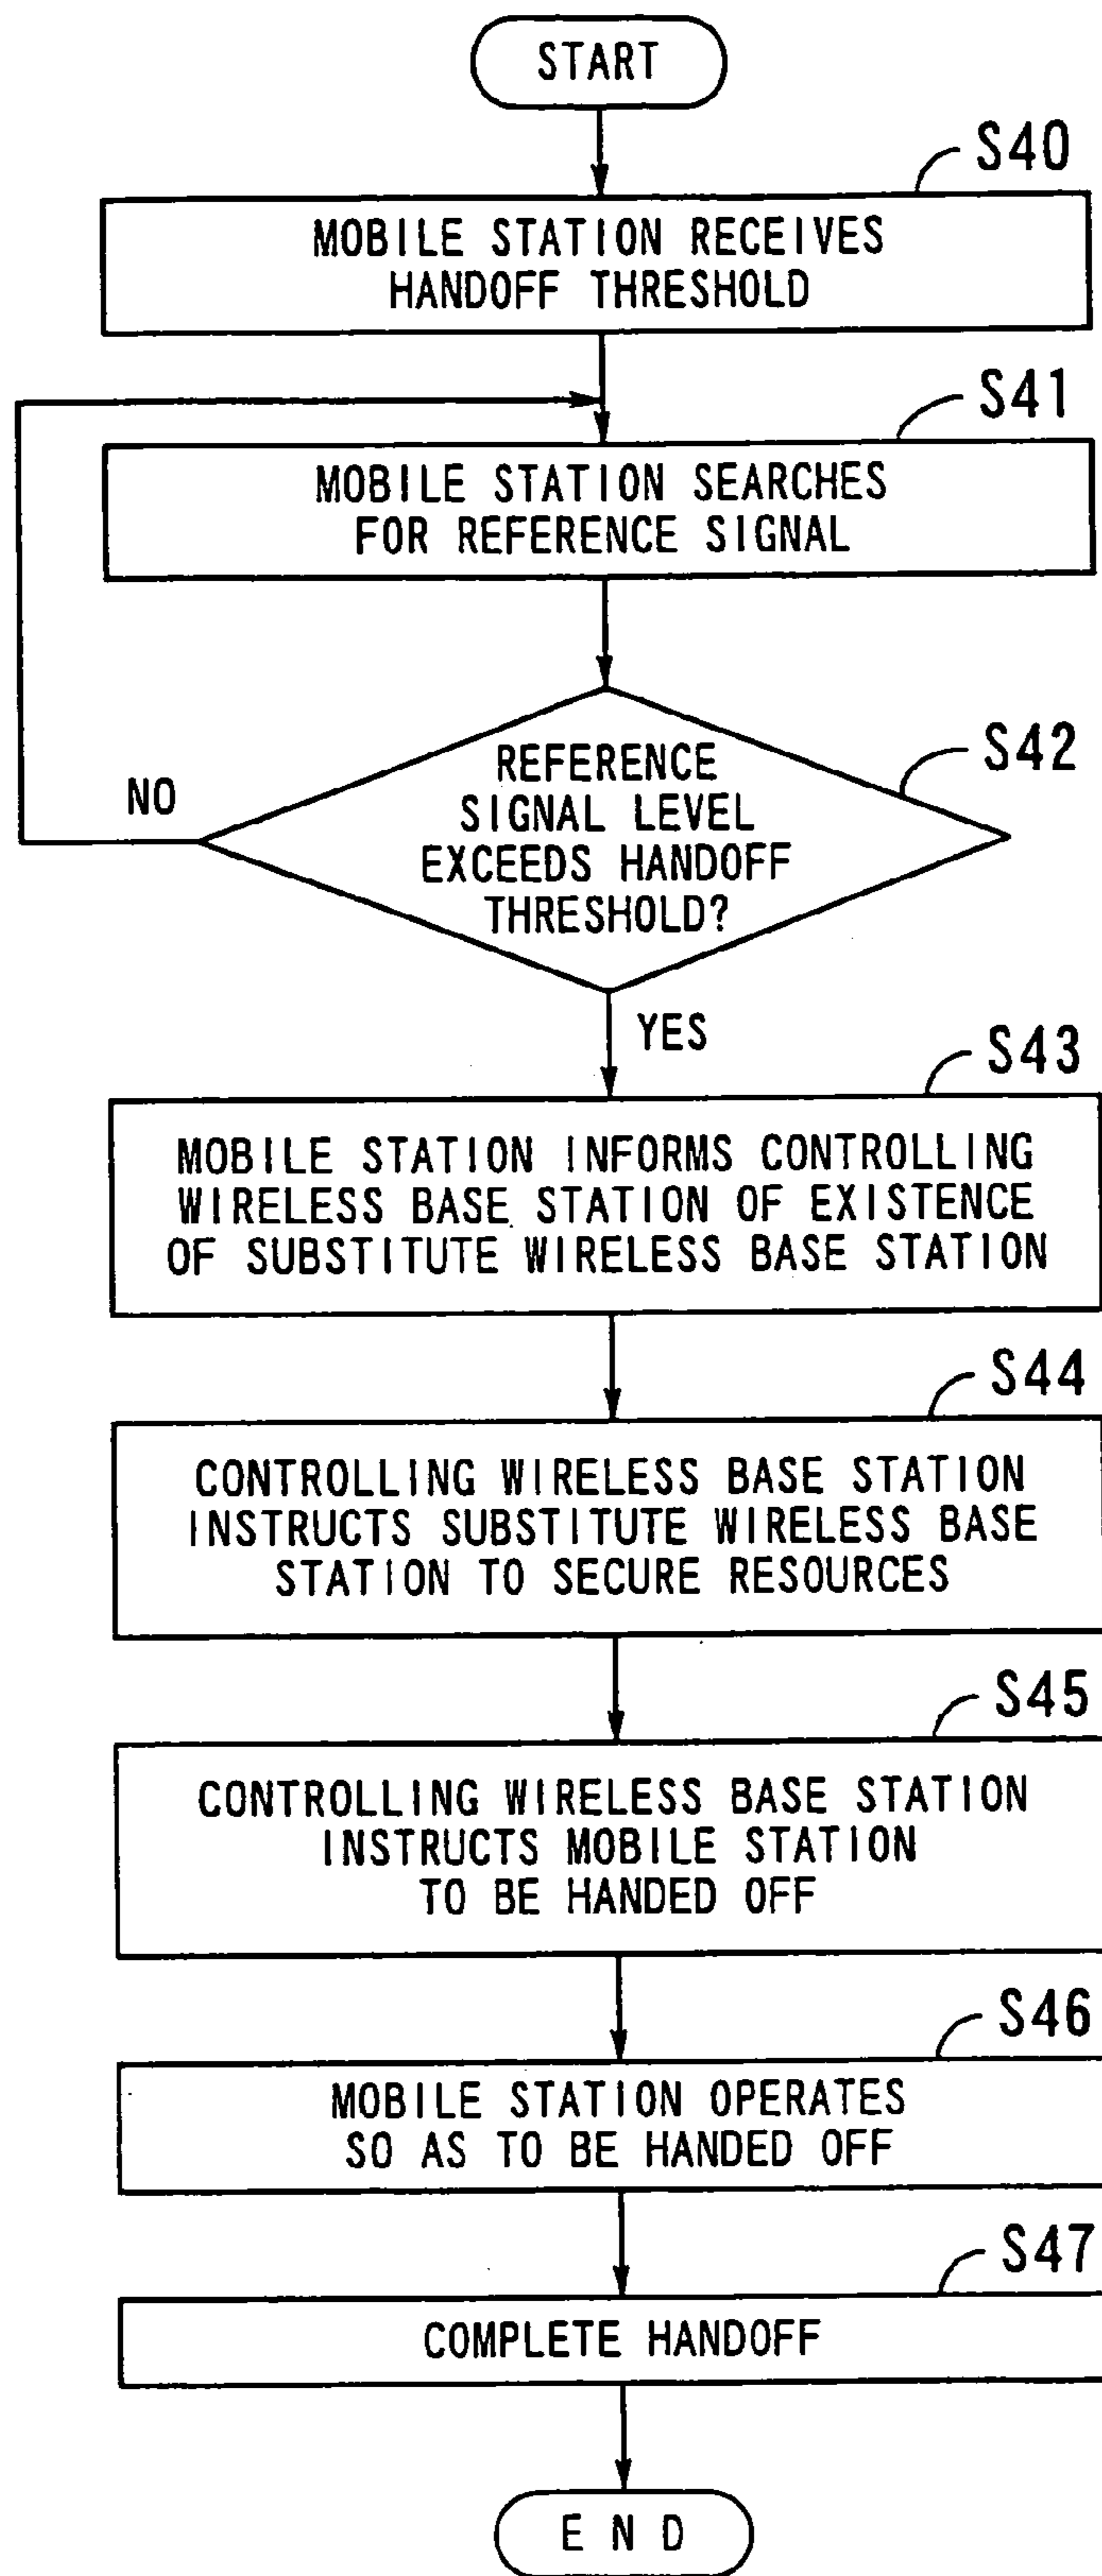 START
S40
MOBILE STATION RECEIVES
HANDOFF THRESHOLD
S41
MOBILE STATION SEARCHES
FOR REFERENCE SIGNAL
S42
REFERENCE
SIGNAL LEVEL
EXCEEDS HANDOFF
THRESHOLD?
NO
YES
S43
MOBILE STATION INFORMS CONTROLLING
WIRELESS BASE STATION OF EXISTENCE
OF SUBSTITUTE WIRELESS BASE STATION
S44
CONTROLLING WIRELESS BASE STATION
INSTRUCTS SUBSTITUTE WIRELESS BASE
STATION TO SECURE RESOURCES
S45
CONTROLLING WIRELESS BASE STATION
INSTRUCTS MOBILE STATION
TO BE HANDED OFF
S46
MOBILE STATION OPERATES
SO AS TO BE HANDED OFF
S47
COMPLETE HANDOFF
END